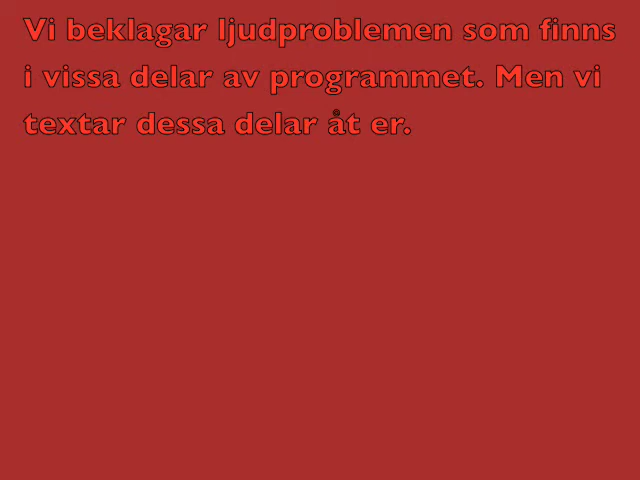 Vi beklagar ljudproblemen som finns
i vissa delar av programmet. Men vi
textar dessa delar åt er.